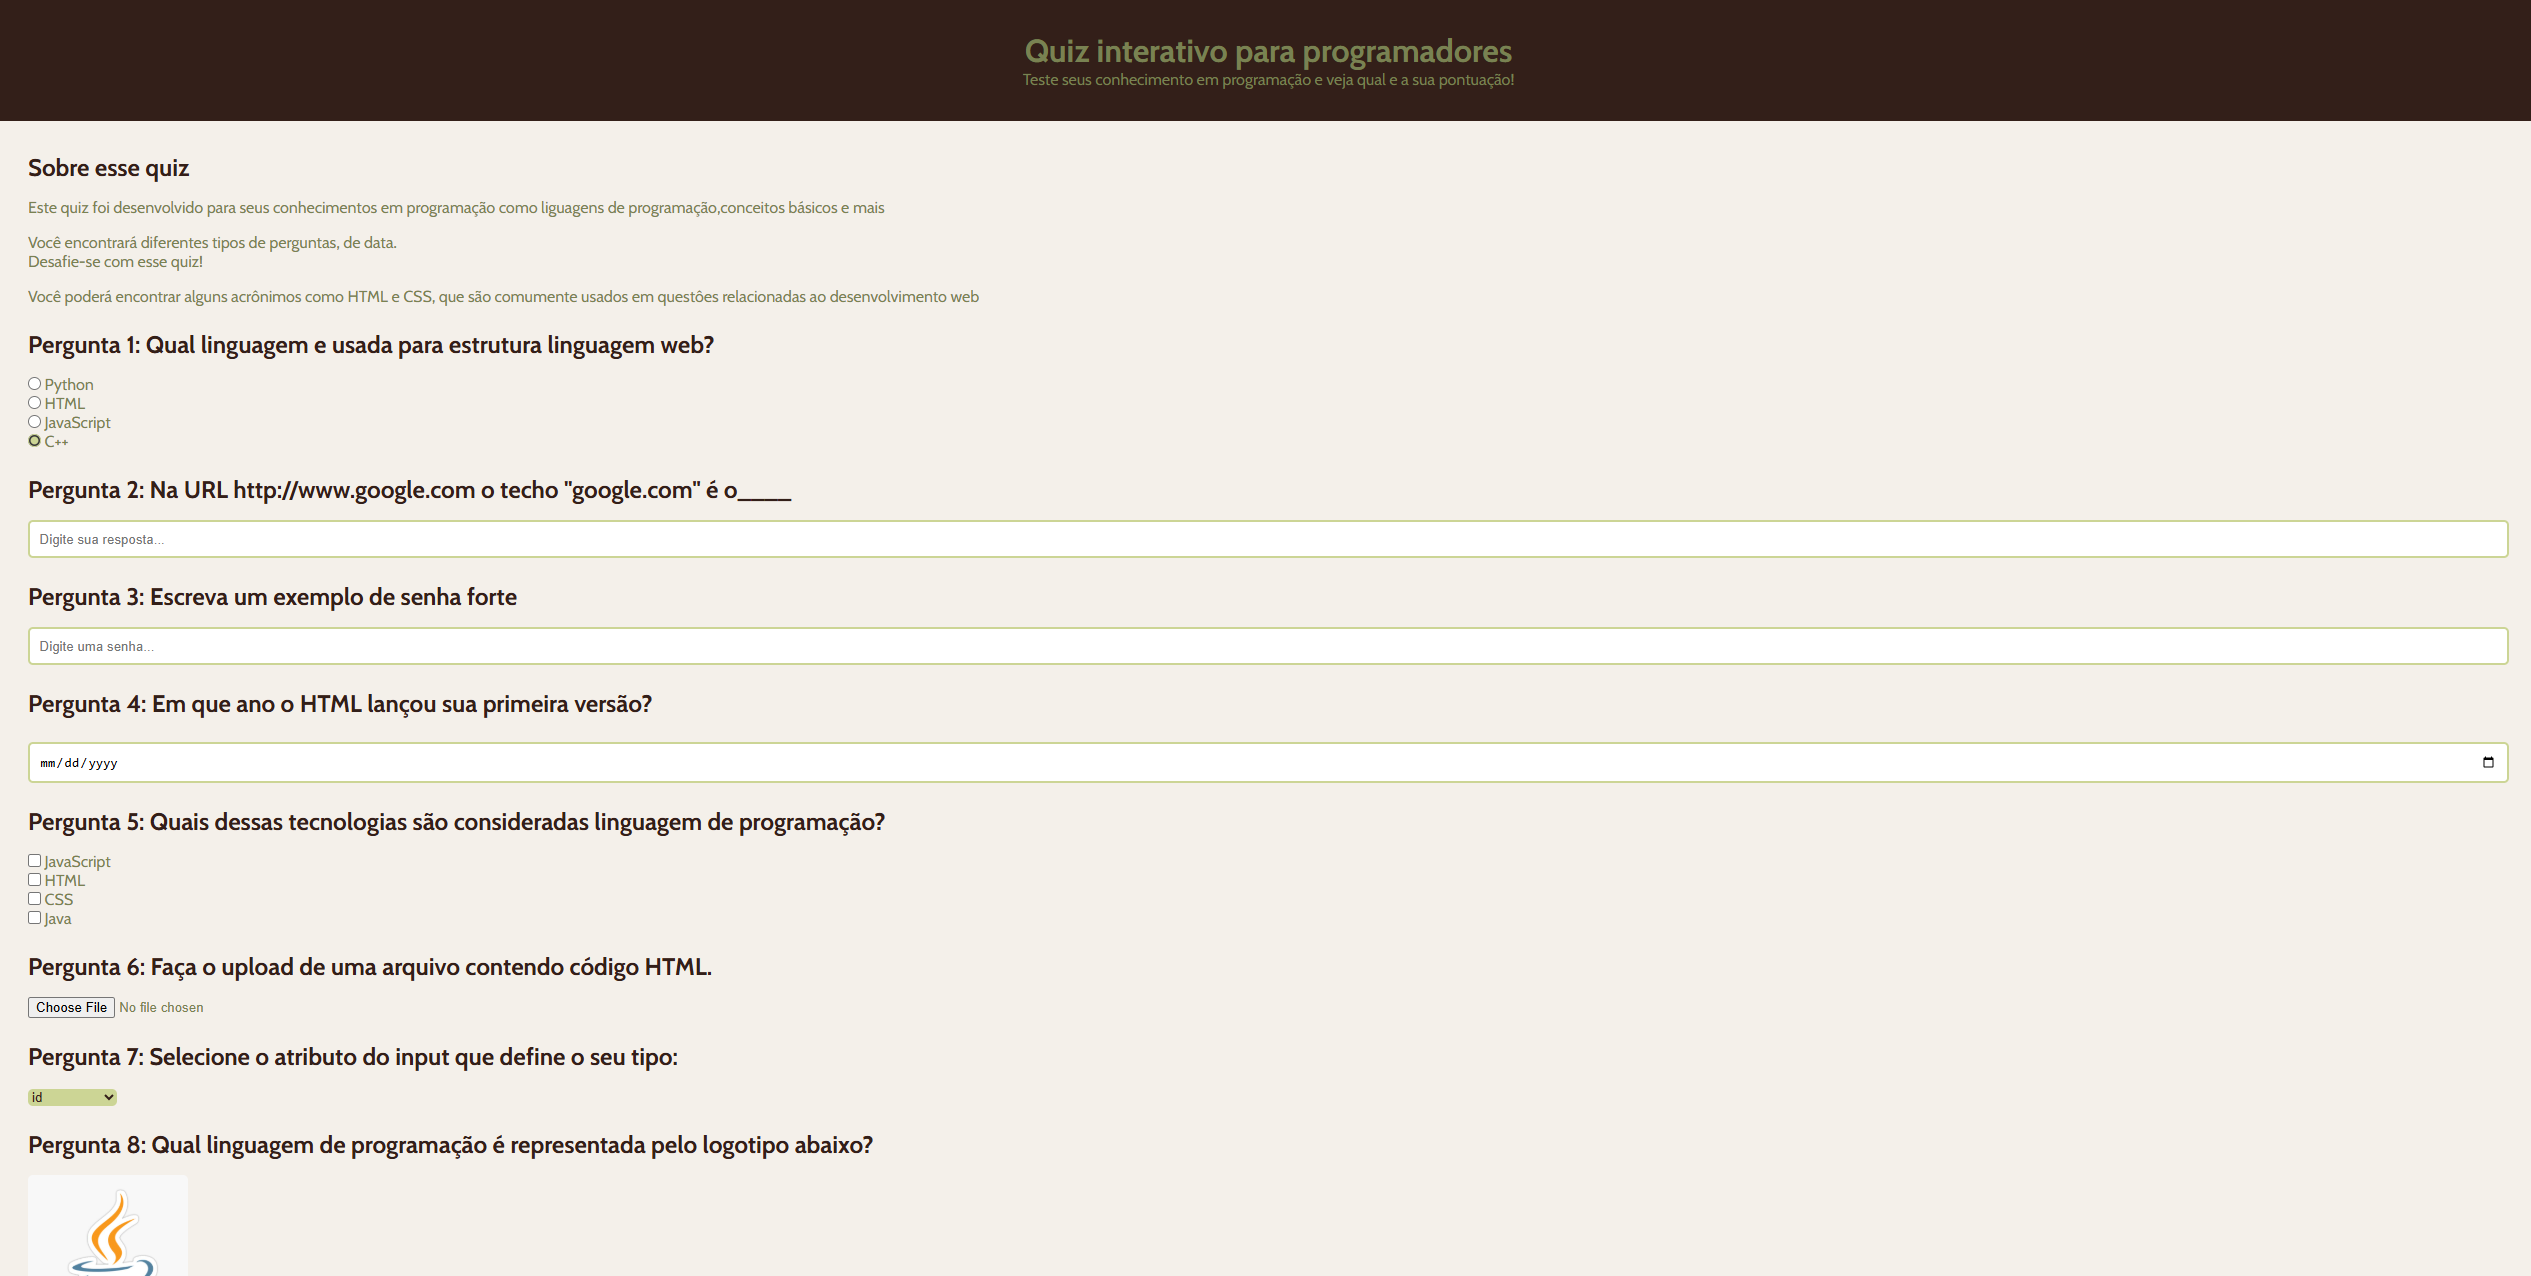 Quiz interativo para programadores
Teste seus conhecimento em programação e veja qual e a sua pontuação!
Sobre esse quiz
Este quiz foi desenvolvido para seus conhecimentos em programação como liguagens de programação,conceitos básicos e mais
Você encontrará diferentes tipos de perguntas, de data.
Desafie-se com esse quiz!
Você poderá encontrar alguns acrônimos como HTML e CSS, que são comumente usados em questôes relacionadas ao desenvolvimento web
Pergunta 1: Qual linguagem e usada para estrutura linguagem web?
Python
HTML
JavaScript
C++
Pergunta 2: Na URL http://www.google.com o techo "google.com" é o____
Digite sua resposta...
Pergunta 3: Escreva um exemplo de senha forte
Digite uma senha...
Pergunta 4: Em que ano o HTML lançou sua primeira versão?
mm/dd/yyyy
Pergunta 5: Quais dessas tecnologias são consideradas linguagem de programação?
JavaScript
HTML
CSS
Java
Pergunta 6: Faça o upload de uma arquivo contendo código HTML.
Choose File No file chosen
Pergunta 7: Selecione o atributo do input que define o seu tipo:
id
Pergunta 8: Qual linguagem de programação é representada pelo logotipo abaixo?